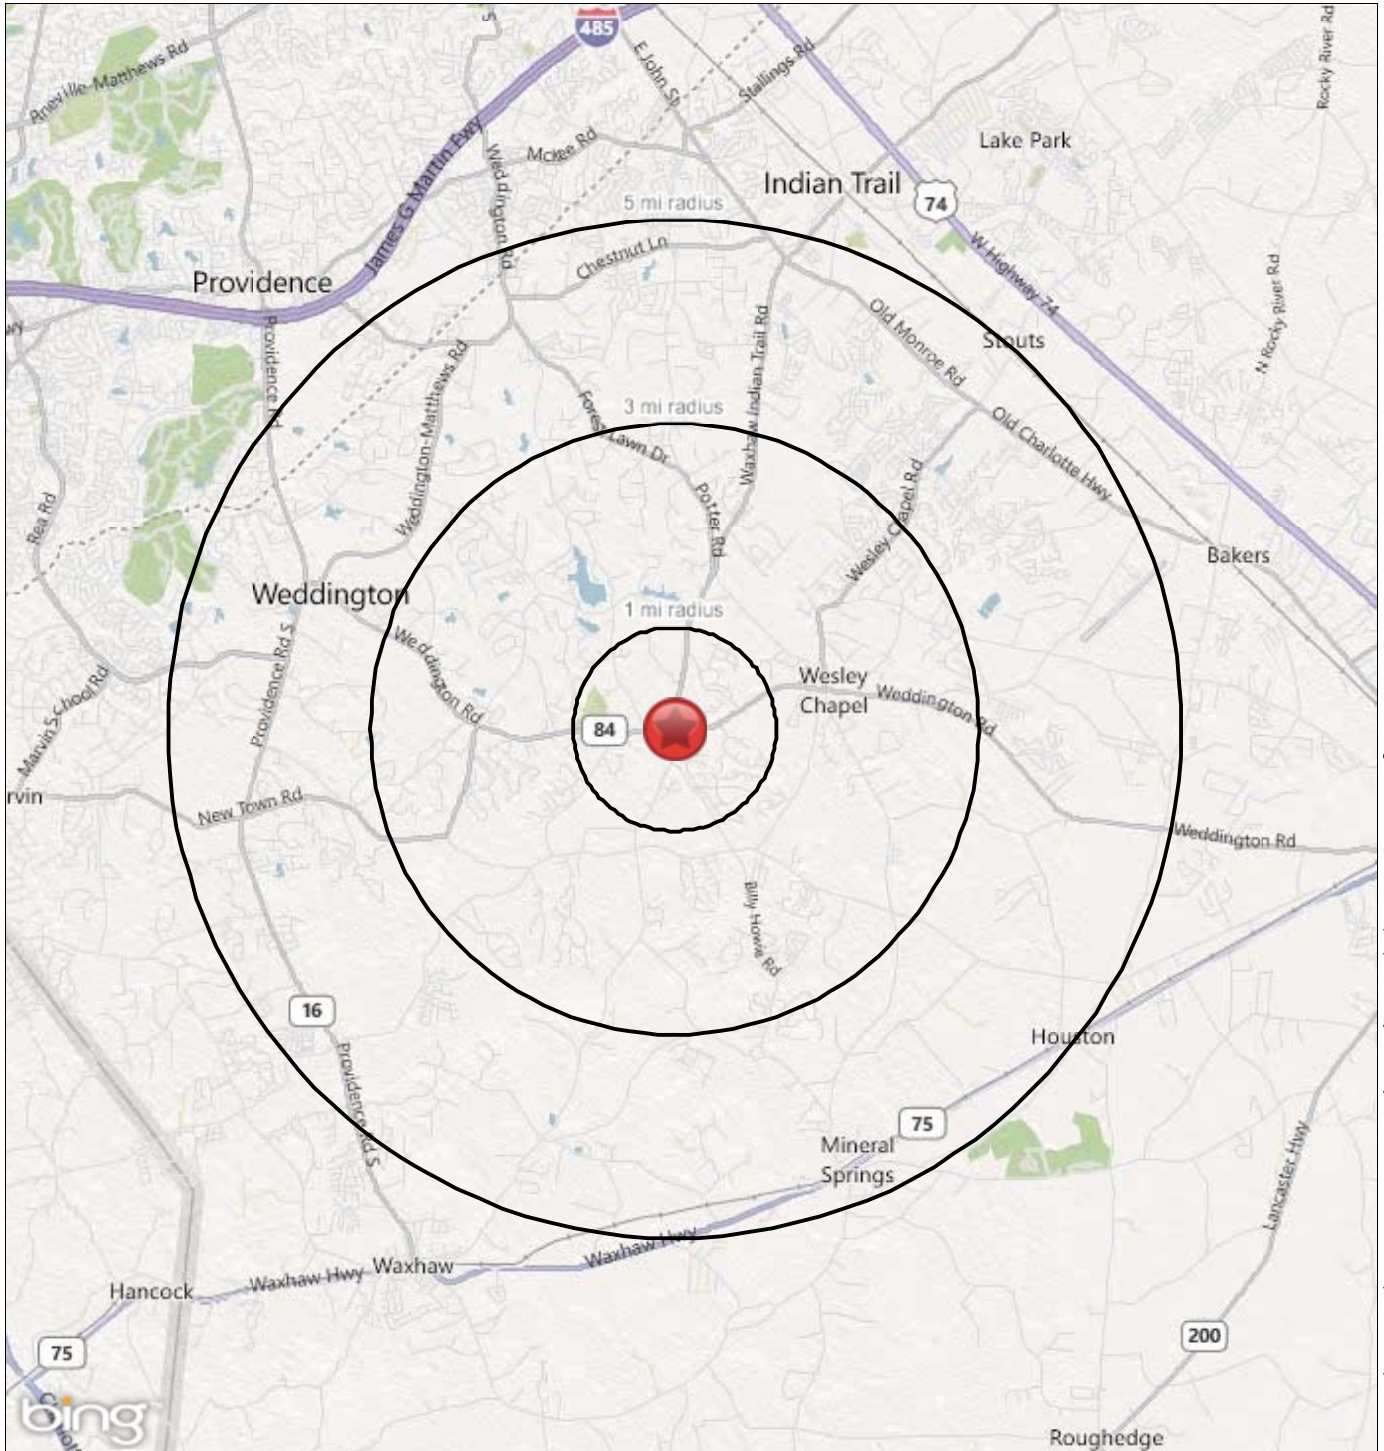 485
S
Rocky River Rd
E John St
Stallings Rd
Pineville-Matthews Rd
McKee Rd
Lake Park
James G Martin Fwy
Weddington Rd
Indian Trail
74
5 mi radius
W Highway 74
Chestnut Ln
Providence
N Rocky River Rd
wy
Old Monroe Rd
Stouts
Providence Rd
Weddington-Matthews Rd
Waxhaw Indian Trail Rd
3 mi radius
Forest Lawn Dr
Old Charlotte Hwy
Rea Rd
Potter Rd
Wesley Chapel Rd
Bakers
Weddington
1 mi radius
Weddington Rd
Providence Rd S
Marvin School Rd
Wesley
Chapel
Weddington Rd
84
rvin
New Town Rd
Weddington Rd
Billy Howie Rd
16
Houston
Providence Rd S
75
Mineral
Springs
Lancaster Hwy
Waxhaw Hwy
Waxhaw
Waxhaw Hwy
Hancock
200
75
bing
Roughedge